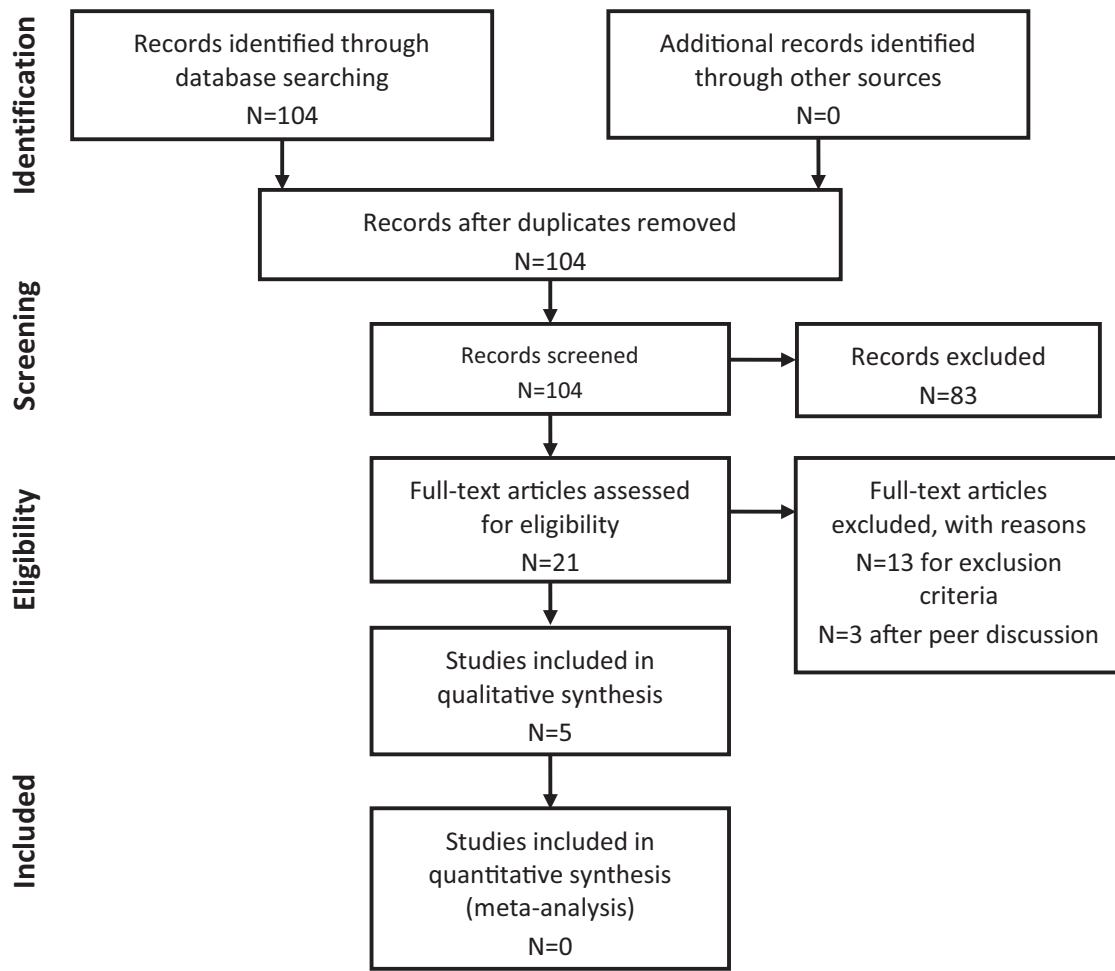 Identification
Records identified through
database searching
N=104
Additional records identified
through other sources
N=0
Records after duplicates removed
N=104
Screening
Records screened
N=104
Records excluded
N=83
Eligibility
Full-text articles assessed
for eligibility
N=21
Full-text articles
excluded, with reasons
N=13 for exclusion
criteria
N=3 after peer discussion
Studies included in
qualitative synthesis
N=5
Included
Studies included in
quantitative synthesis
(meta-analysis)
N=0